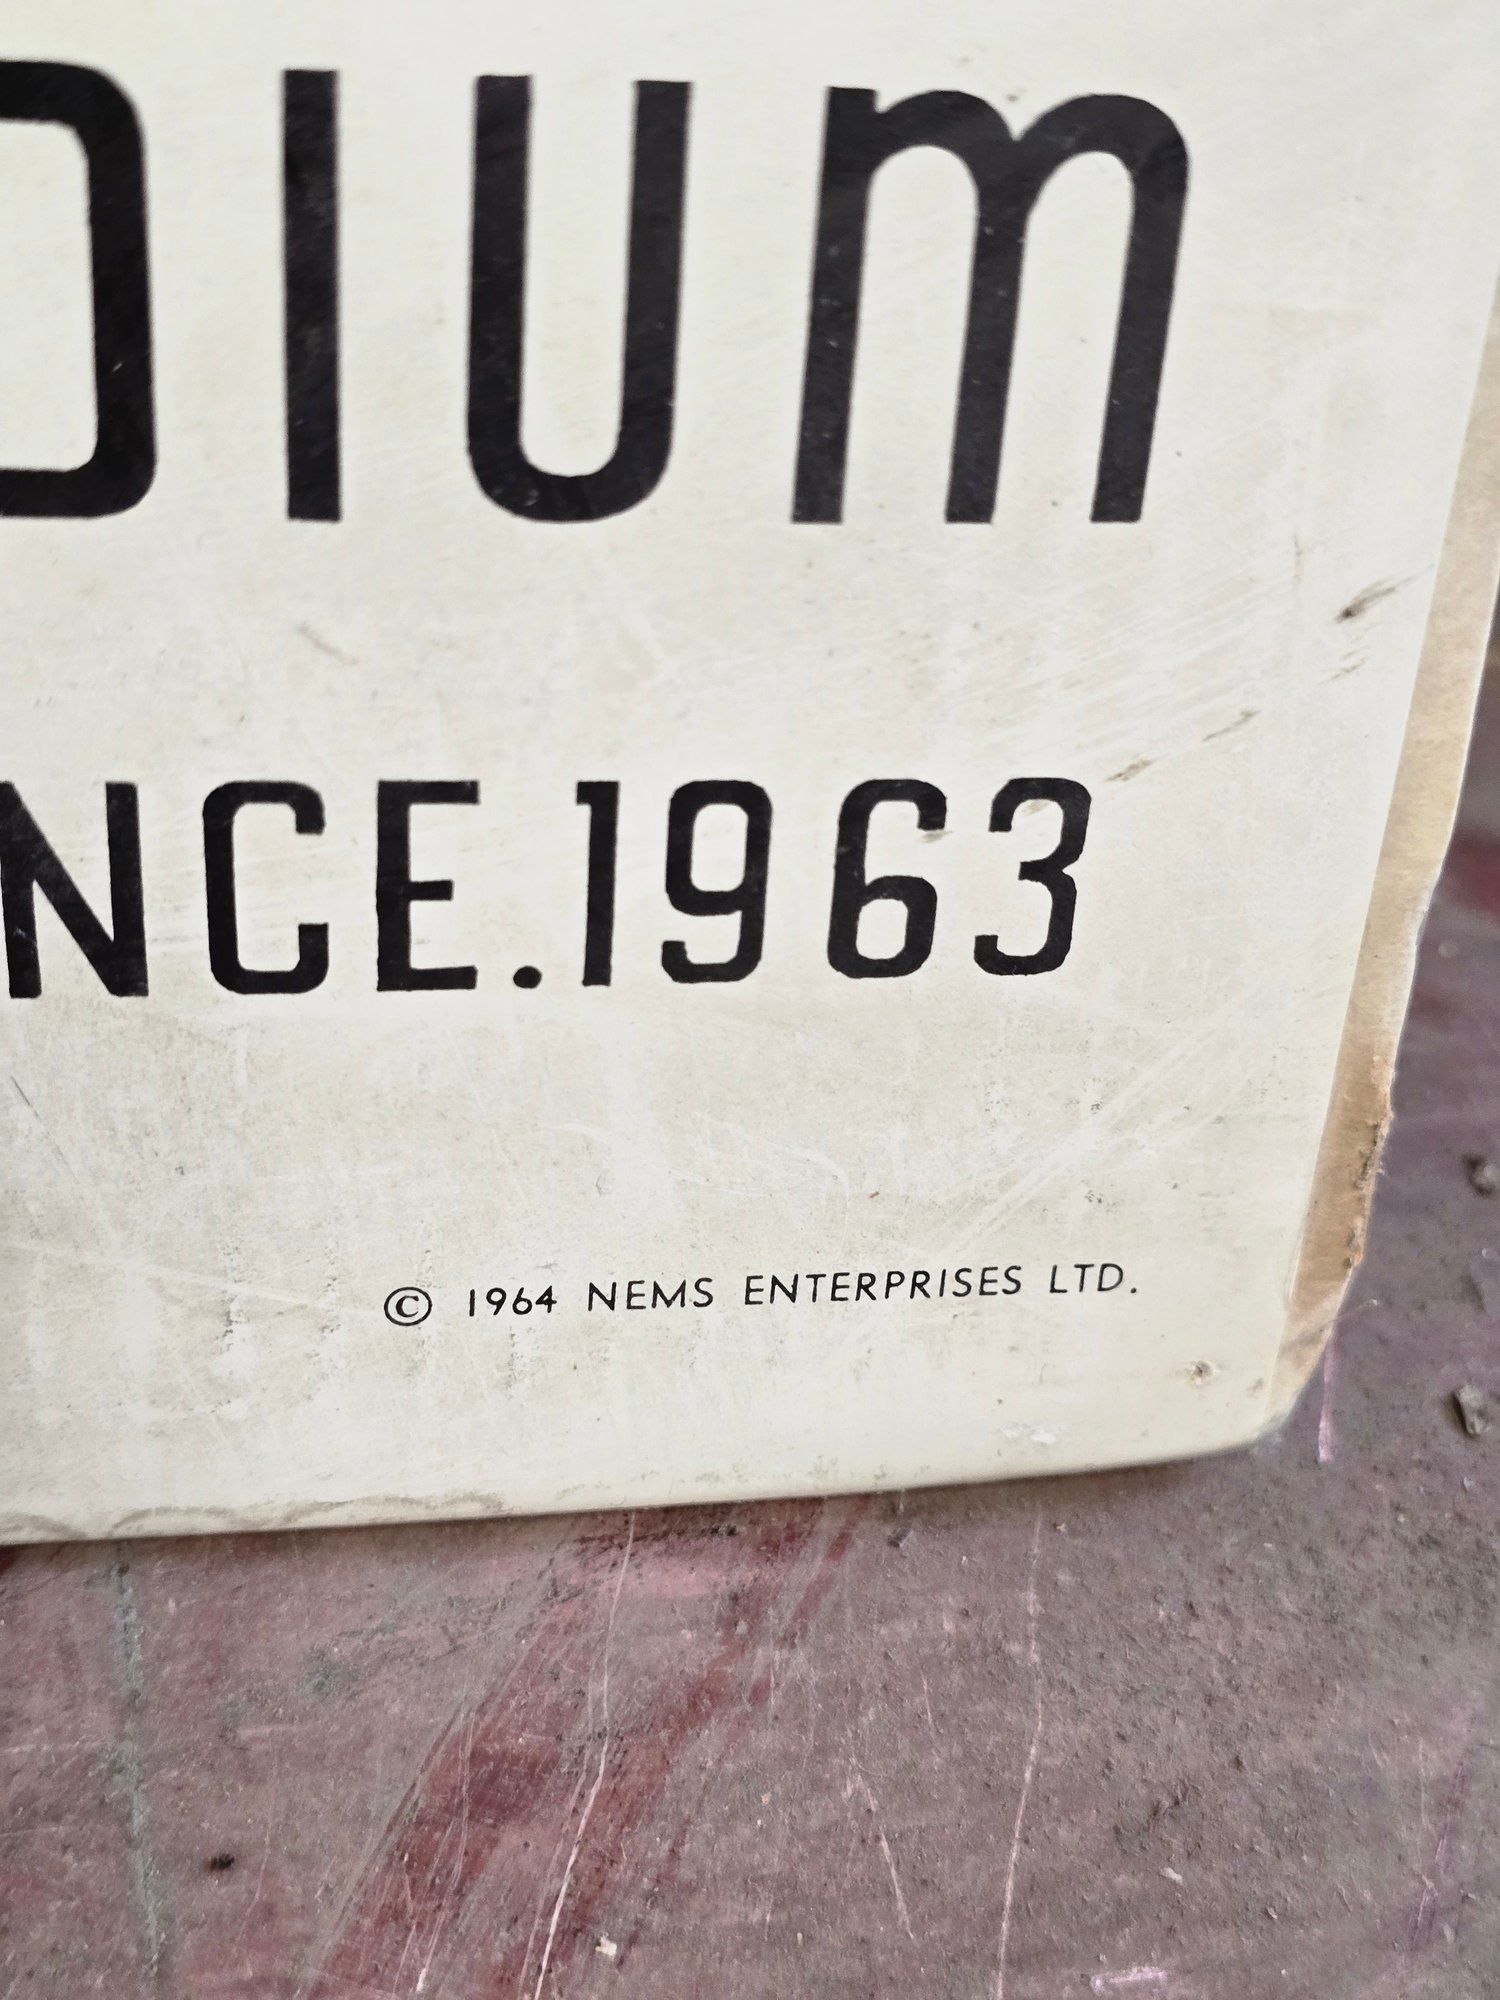 DIUM
NCE.1963
© 1964 NEMS ENTERPRISES LTD.